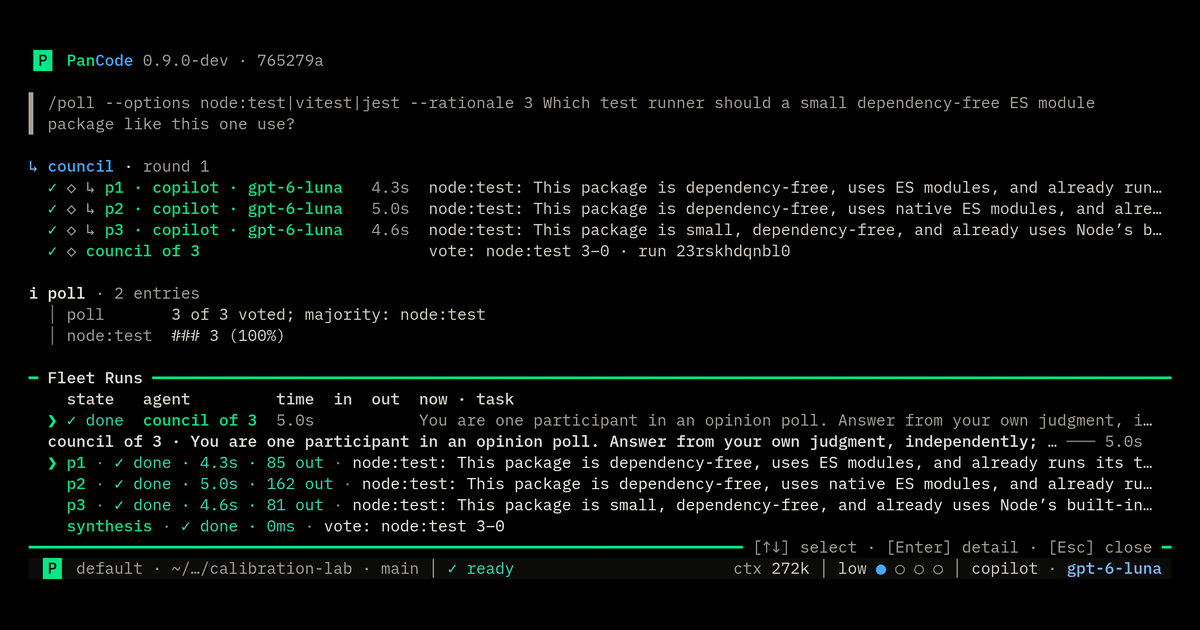 P PanCode 0.9.0-dev · 765279a
/poll --options node:test|vitest|jest --rationale 3 Which test runner should a small dependency-free ES module
package like this one use?
↳ council · round 1
✓ ◇ ↳ p1 · copilot · gpt-6-luna 4.3s node:test: This package is dependency-free, uses ES modules, and already run…
✓ ◇ ↳ p2 · copilot · gpt-6-luna 5.0s node:test: This package is dependency-free, uses native ES modules, and alre…
✓ ◇ ↳ p3 · copilot · gpt-6-luna 4.6s node:test: This package is small, dependency-free, and already uses Node’s b…
✓ ◇ council of 3 vote: node:test 3–0 · run 23rskhdqnbl0
i poll · 2 entries
│ poll 3 of 3 voted; majority: node:test
│ node:test ### 3 (100%)
Fleet Runs
state agent time in out now · task
❯ ✓ done council of 3 5.0s You are one participant in an opinion poll. Answer from your own judgment, i…
council of 3 · You are one participant in an opinion poll. Answer from your own judgment, independently; … ─── 5.0s
❯ p1 · ✓ done · 4.3s · 85 out · node:test: This package is dependency-free, uses ES modules, and already runs its t…
p2 · ✓ done · 5.0s · 162 out · node:test: This package is dependency-free, uses native ES modules, and already ru…
p3 · ✓ done · 4.6s · 81 out · node:test: This package is small, dependency-free, and already uses Node’s built-in…
synthesis · ✓ done · 0ms · vote: node:test 3–0
[↑↓] select · [Enter] detail · [Esc] close
P default · ~/…/calibration-lab · main │ ✓ ready ctx 272k │ low ● ○ ○ ○ │ copilot · gpt-6-luna